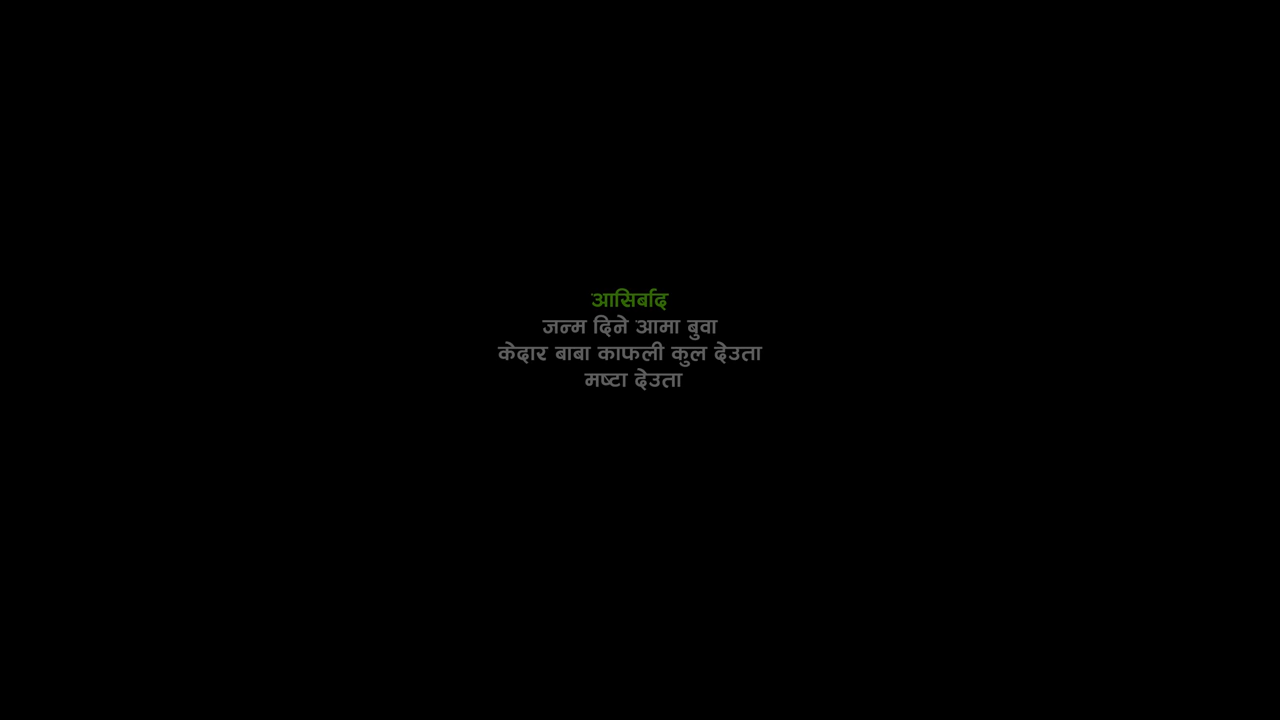 आसिर्बाद
जन्म दिने आमा बुवा
केदार बाबा काफली कुल देउता
मष्टा देउता